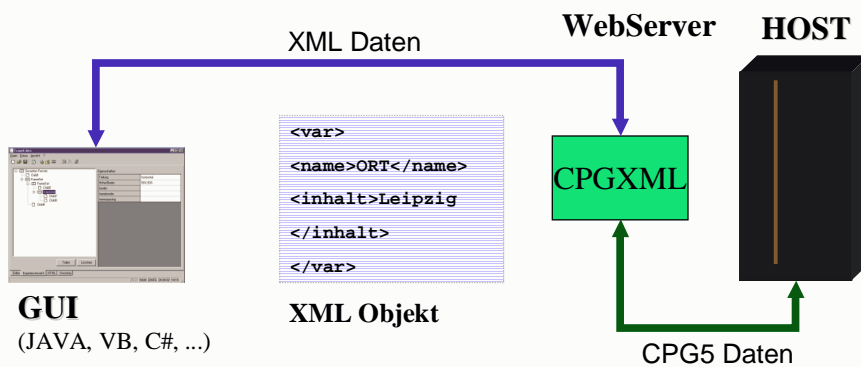 XML Daten
WebServer
HOST
<var>
<name>ORT</name>
<inhalt>Leipzig
</inhalt>
</var>
CPGXML
GUI
(JAVA, VB, C#, ...)
XML Objekt
CPG5 Daten